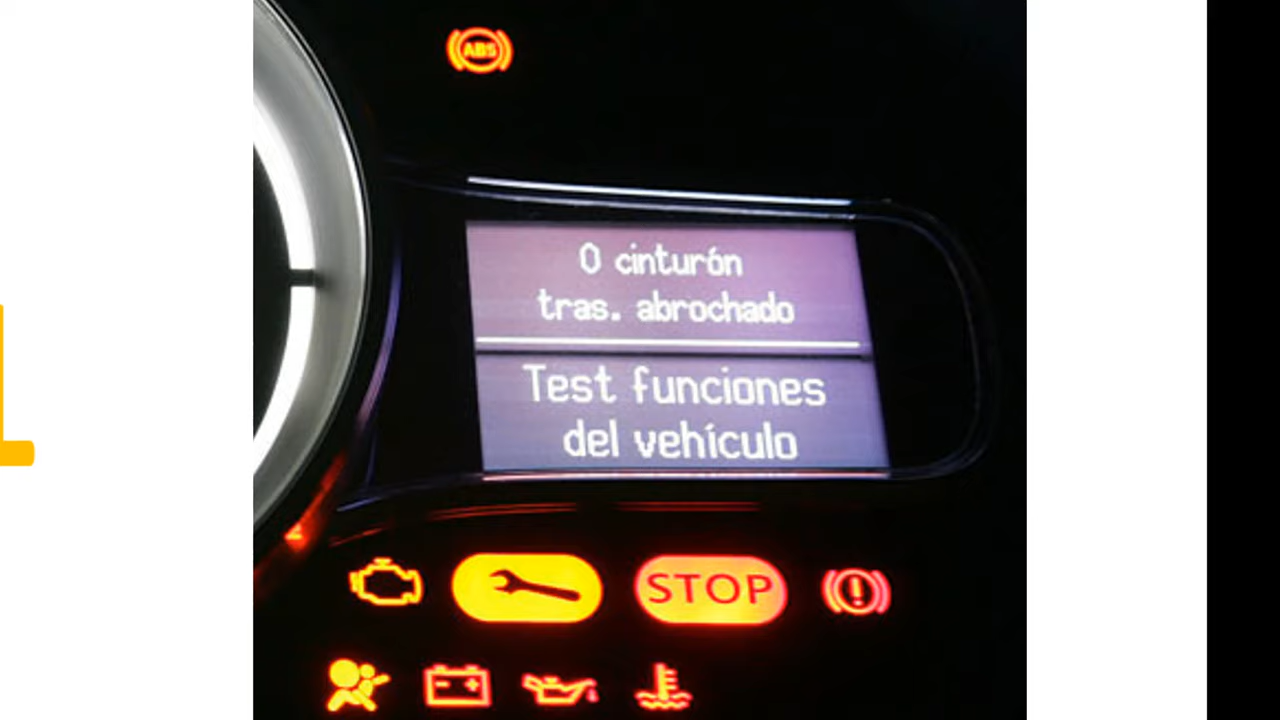 ABS
0 cinturón
tras. abrochado
Test funciones
del vehículo
STOP